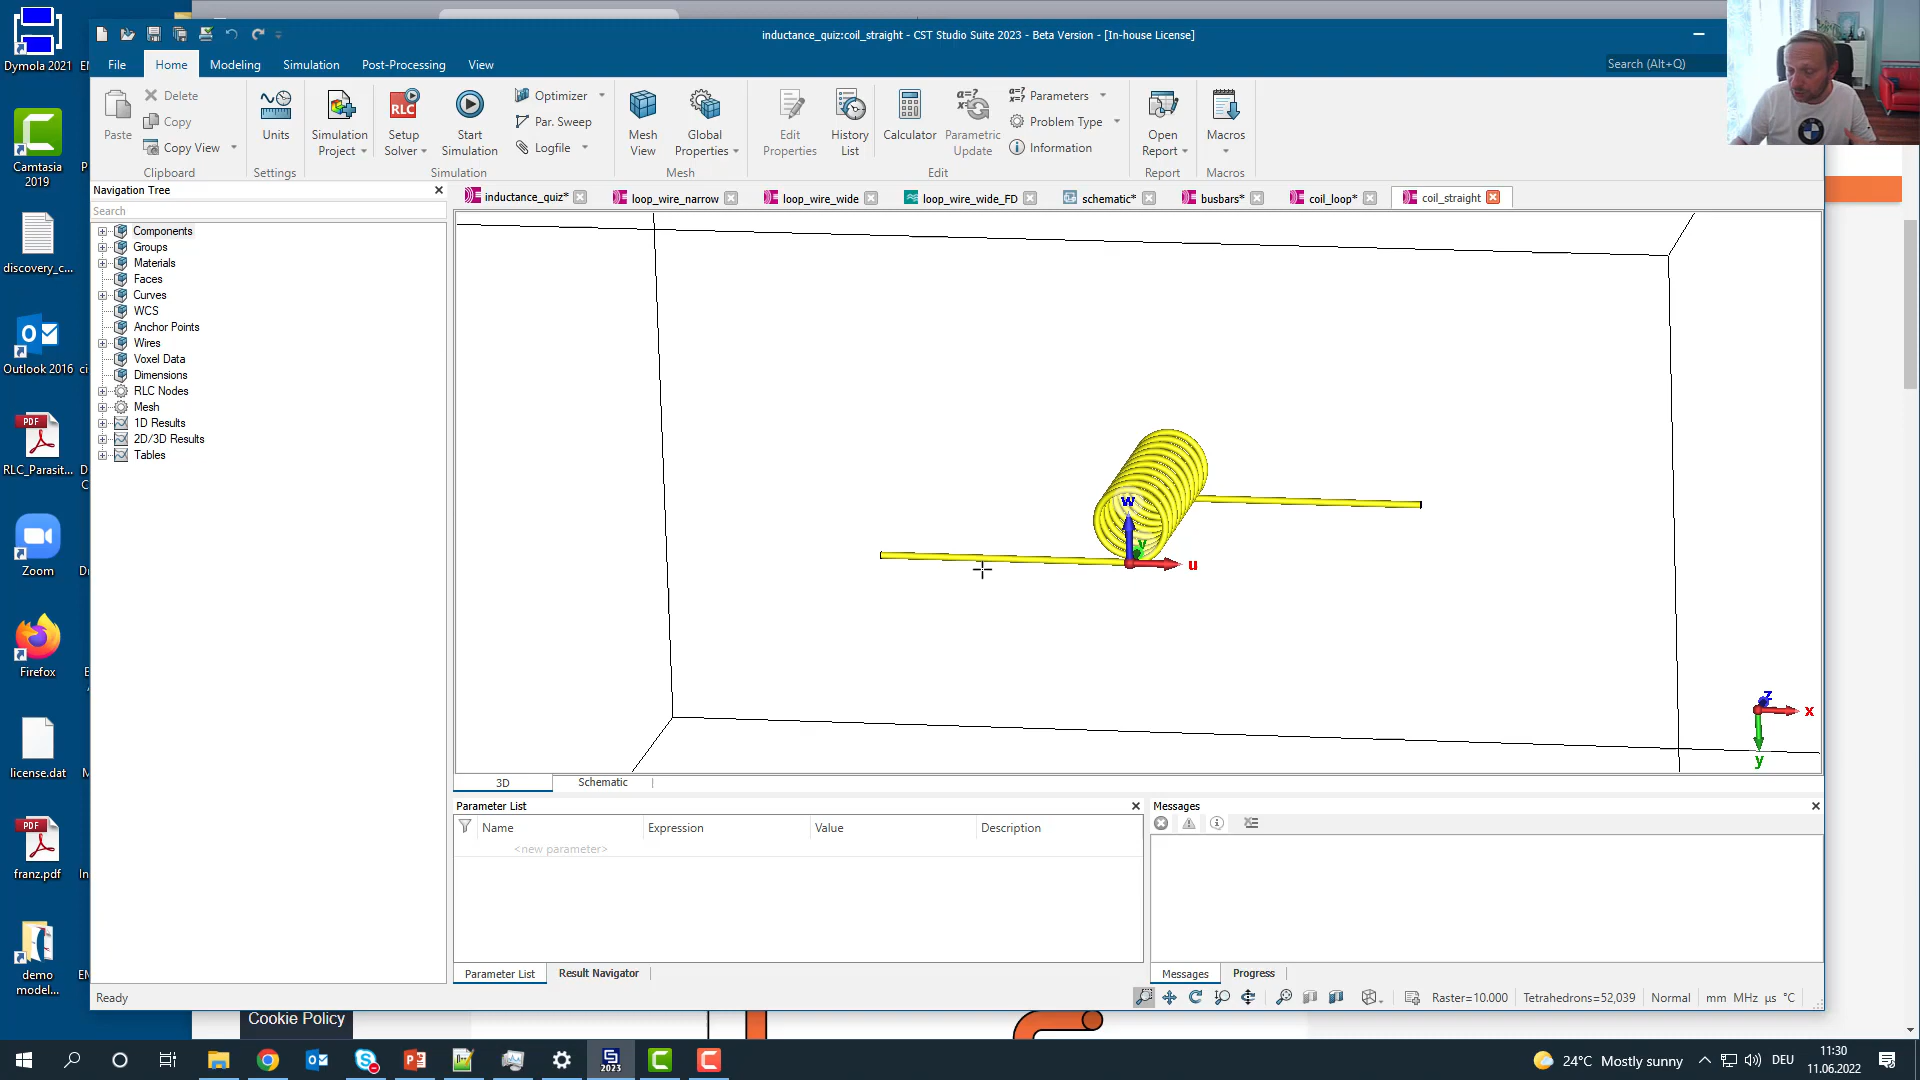 inductance_quiz:coil_straight - CST Studio Suite 2023 - Beta Version - [In-house License]
File
Home
Modeling
Simulation
Post-Processing
View
Search (Alt+Q)
Paste
Delete
Copy
Copy View
Clipboard
Units
Settings
Simulation
Project
RLC
Setup
Solver
Start
Simulation
Optimizer
Par. Sweep
Logfile
Simulation
Mesh
View
Global
Properties
Mesh
Edit
Properties
History
List
Calculator
Parametric
Update
Parameters
Problem Type
Information
Edit
Open
Report
Report
Macros
Macros
Navigation Tree
Search
Components
Groups
Materials
Faces
Curves
WCS
Anchor Points
Wires
Voxel Data
Dimensions
RLC Nodes
Mesh
1D Results
2D/3D Results
Tables
inductance_quiz*
loop_wire_narrow
loop_wire_wide
loop_wire_wide_FD
schematic*
busbars*
coil_loop*
coil_straight
w
v
u
z
x
y
3D
Schematic
Parameter List
Name
Expression
Value
Description
<new parameter>
Parameter List
Result Navigator
Messages
Messages
Progress
Ready
Raster=10.000
Tetrahedrons=52,039
Normal
mm MHz µs °C
Dymola 2021
Camtasia
2019
discovery_c...
Outlook 2016
PDF
RLC_Parasit...
Zoom
Firefox
license.dat
PDF
franz.pdf
demo
model...
Cookie Policy
2023
24°C Mostly sunny
DEU
11:30
11.06.2022